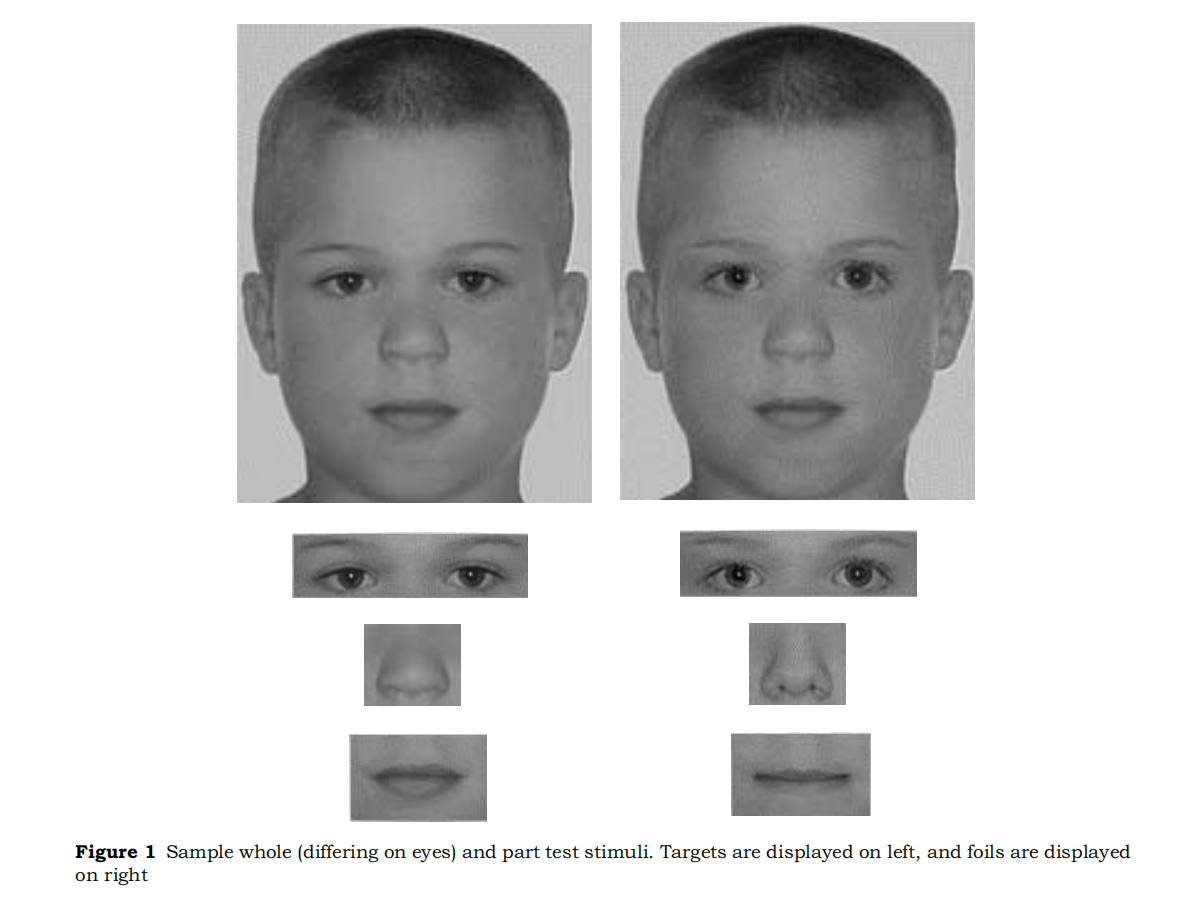 Figure 1 Sample whole (differing on eyes) and part test stimuli. Targets are displayed on left, and foils are displayed
on right